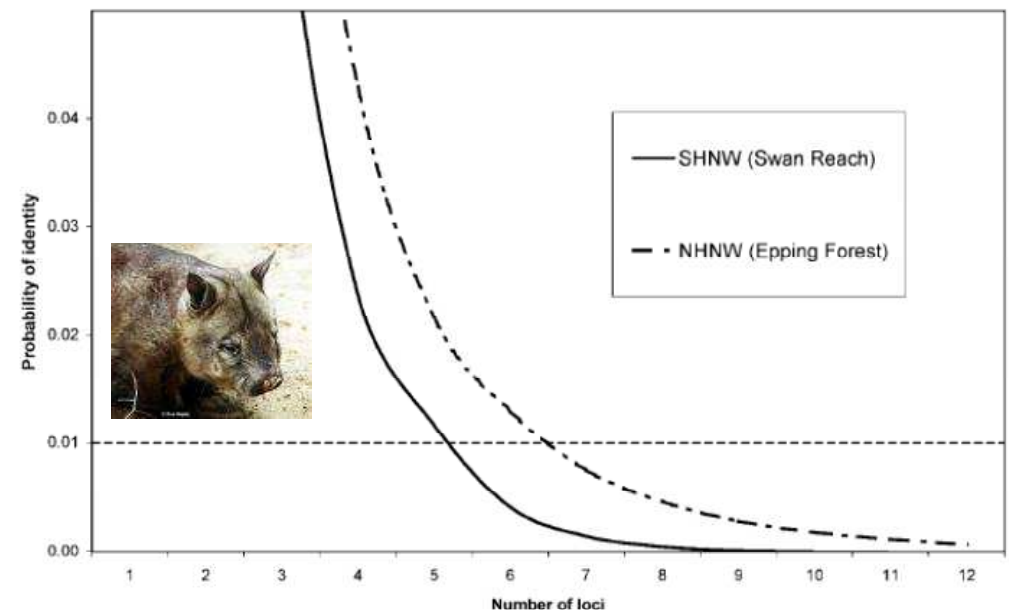 0.04
0.03
0.02
0.01
0.00
Probability of identity
SHNW (Swan Reach)
NHNW (Epping Forest)
1 2 3 4 5 6 7 8 9 10 11 12
Number of loci